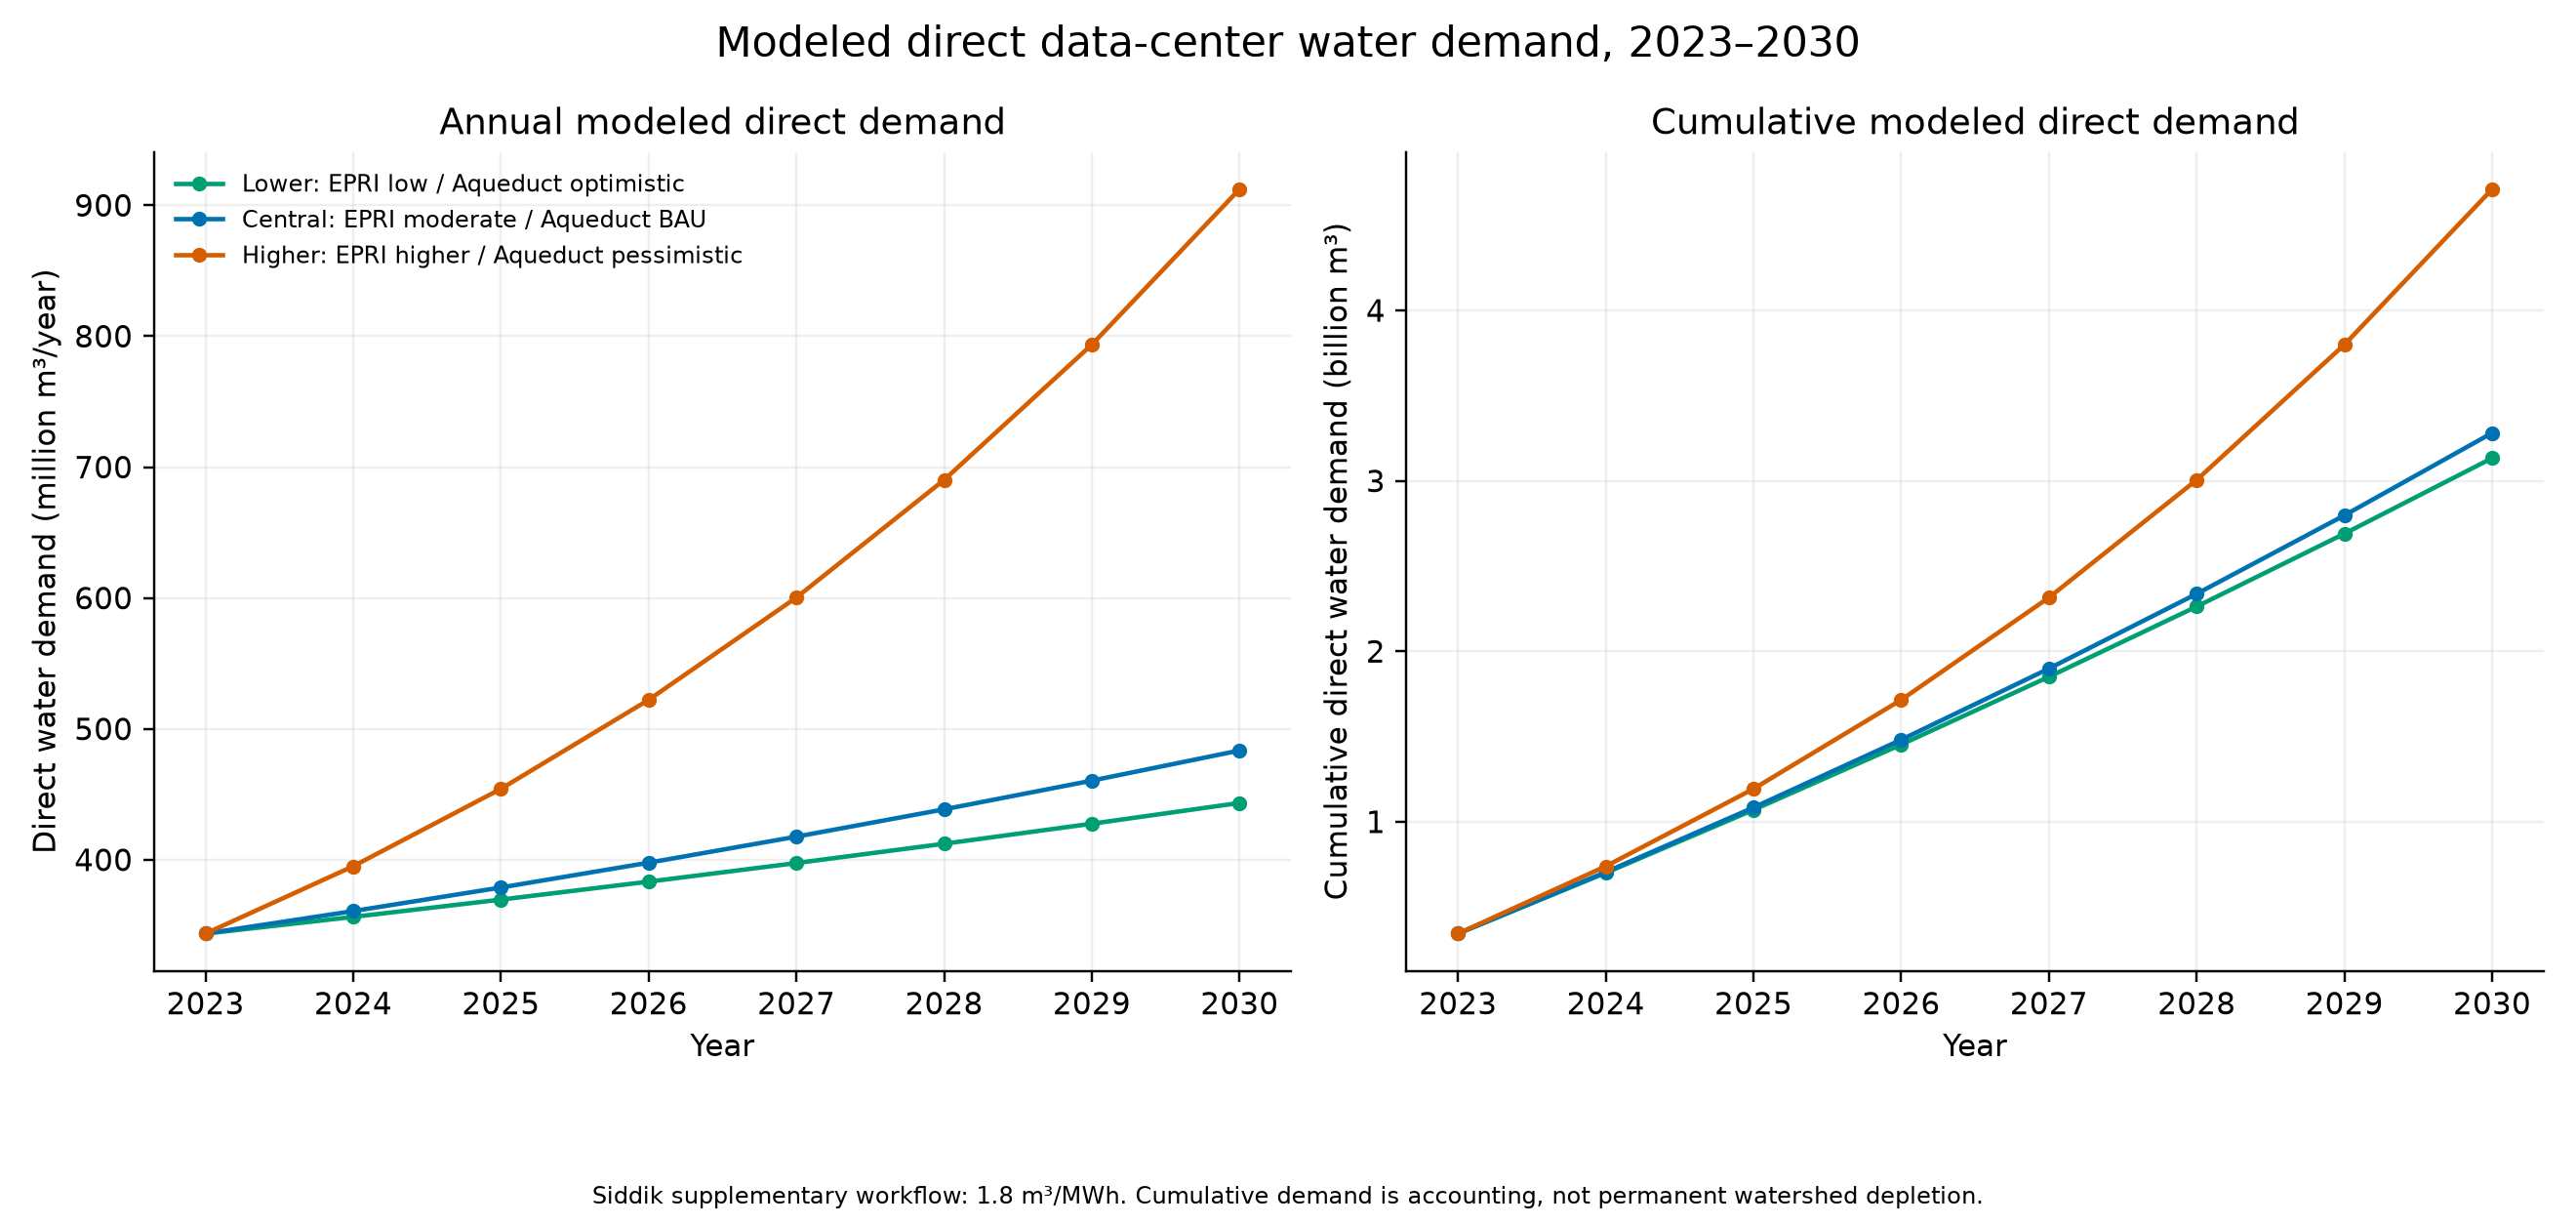 Modeled direct data-center water demand, 2023–2030
Annual modeled direct demand
Lower: EPRI low / Aqueduct optimistic
Central: EPRI moderate / Aqueduct BAU
Higher: EPRI higher / Aqueduct pessimistic
Direct water demand (million m³/year)
900
800
700
600
500
400
2023 2024 2025 2026 2027 2028 2029 2030
Year
Cumulative modeled direct demand
Cumulative direct water demand (billion m³)
4
3
2
1
2023 2024 2025 2026 2027 2028 2029 2030
Year
Siddik supplementary workflow: 1.8 m³/MWh. Cumulative demand is accounting, not permanent watershed depletion.